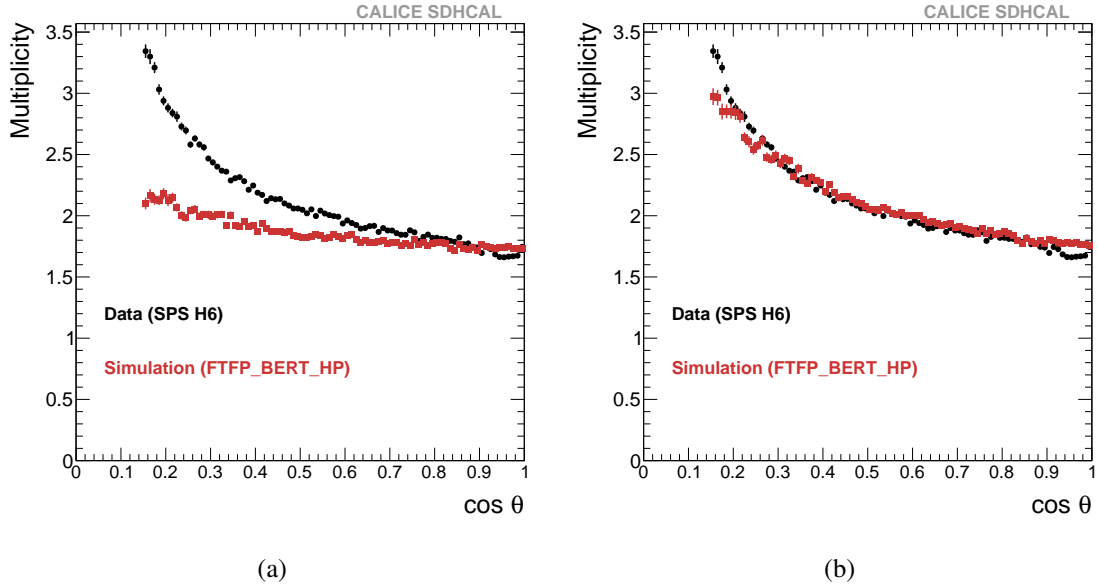 CALICE SDHCAL
Multiplicity
3.5
3
2.5
2
1.5
1
0.5
0
Data (SPS H6)
Simulation (FTFP_BERT_HP)
0 0.1 0.2 0.3 0.4 0.5 0.6 0.7 0.8 0.9 1
cos θ
(a)
CALICE SDHCAL
Multiplicity
3.5
3
2.5
2
1.5
1
0.5
0
Data (SPS H6)
Simulation (FTFP_BERT_HP)
0 0.1 0.2 0.3 0.4 0.5 0.6 0.7 0.8 0.9 1
cos θ
(b)